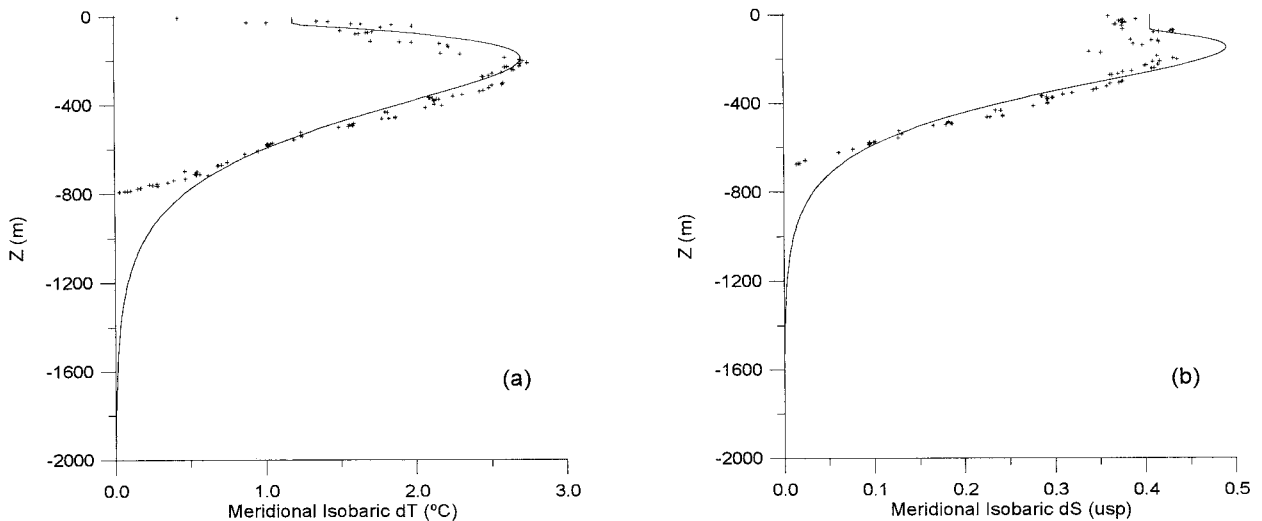 0
-400
-800
-1200
-1600
-2000
Z (m)
0.0 1.0 2.0 3.0
Meridional Isobaric dT (ºC)
(a)
0
-400
-800
-1200
-1600
-2000
Z (m)
0.0 0.1 0.2 0.3 0.4 0.5
Meridional Isobaric dS (usp)
(b)